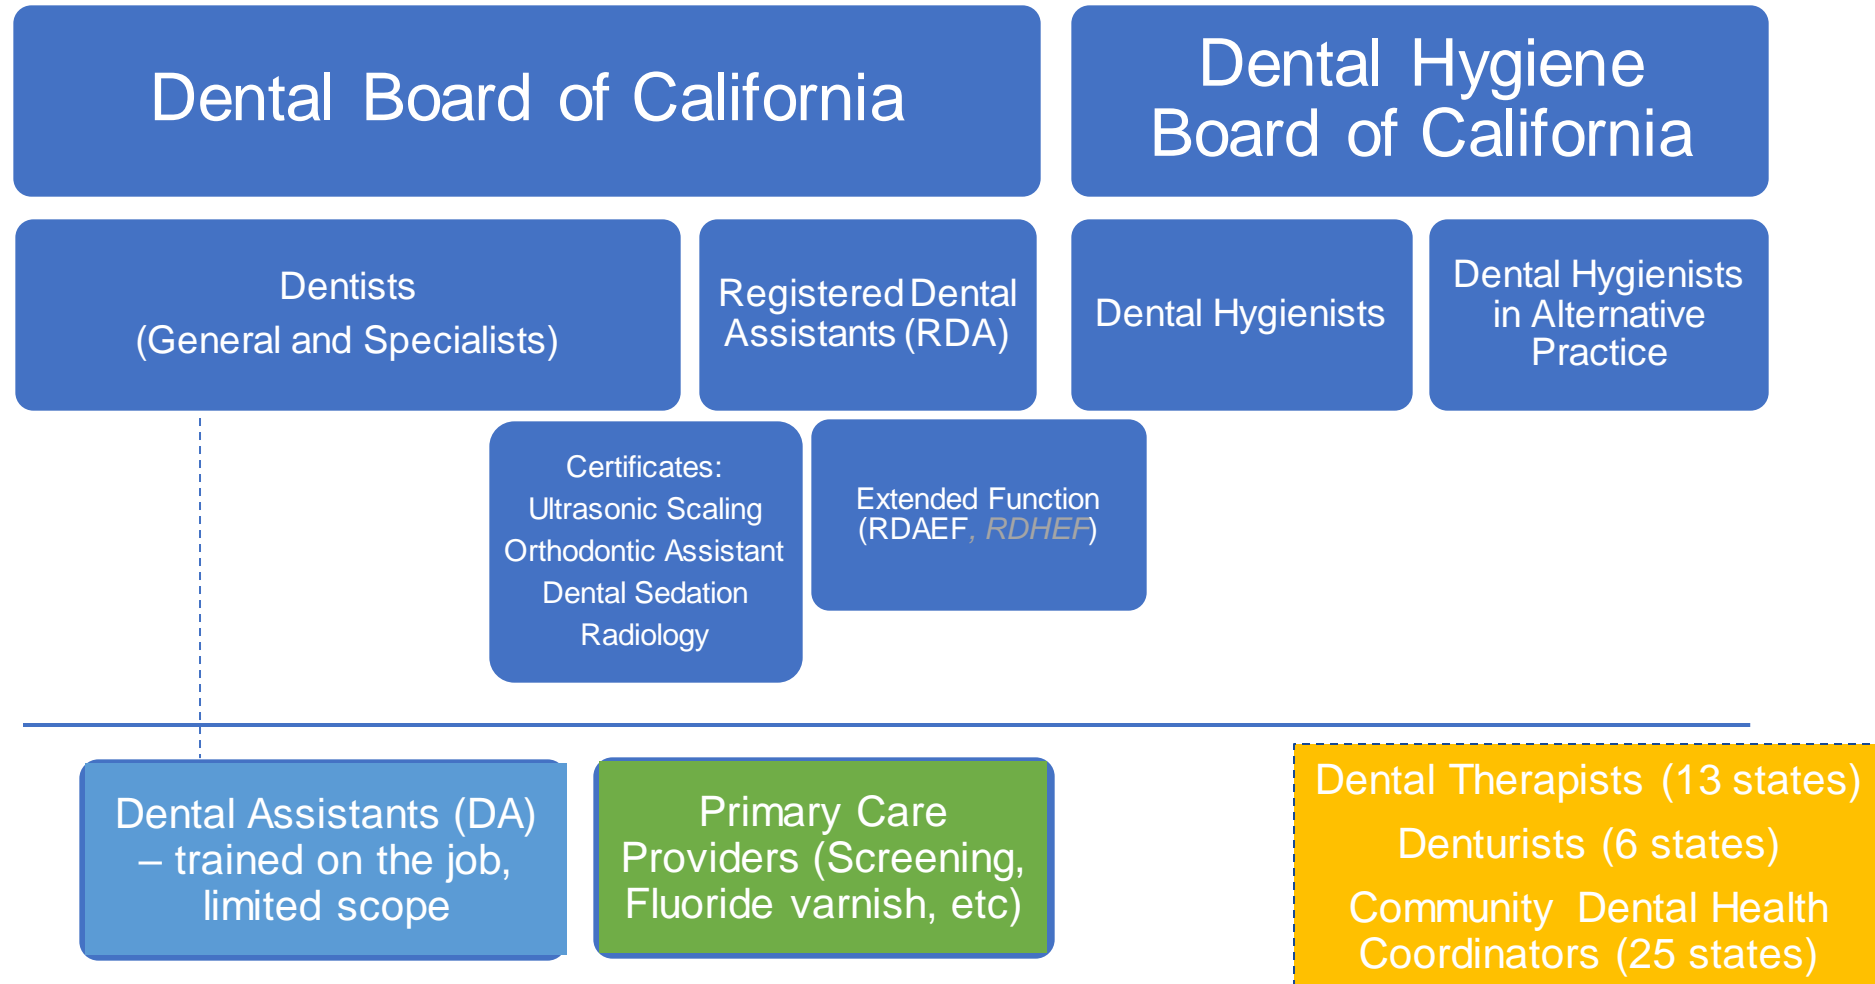 Dental Board of California
Dental Hygiene
Board of California
Dentists
(General and Specialists)
Registered Dental
Assistants (RDA)
Dental Hygienists
Dental Hygienists
in Alternative
Practice
Certificates:
Ultrasonic Scaling
Orthodontic Assistant
Dental Sedation
Radiology
Extended Function
(RDAEF, RDHEF)
Dental Assistants (DA)
– trained on the job,
limited scope
Primary Care
Providers (Screening,
Fluoride varnish, etc)
Dental Therapists (13 states)
Denturists (6 states)
Community Dental Health
Coordinators (25 states)